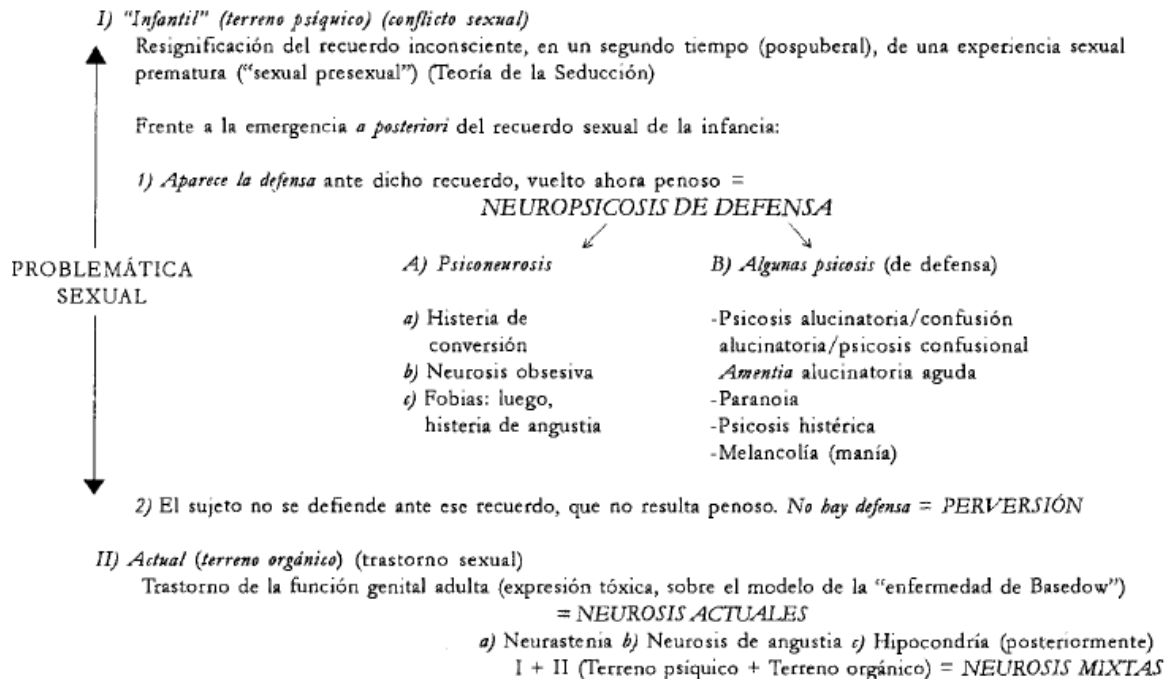 I) “Infantil” (terreno psíquico) (conflicto sexual)
Resignificación del recuerdo inconsciente, en un segundo tiempo (pospuberal), de una experiencia sexual
prematura (“sexual presexual”) (Teoría de la Seducción)
Frente a la emergencia a posteriori del recuerdo sexual de la infancia:
1) Aparece la defensa ante dicho recuerdo, vuelto ahora penoso =
NEUROPSICOSIS DE DEFENSA
PROBLEMÁTICA
SEXUAL
A) Psiconeurosis
a) Histeria de
conversión
b) Neurosis obsesiva
c) Fobias: luego,
histeria de angustia
B) Algunas psicosis (de defensa)
-Psicosis alucinatoria/confusión
alucinatoria/psicosis confusional
Amentia alucinatoria aguda
-Paranoia
-Psicosis histérica
-Melancolía (manía)
2) El sujeto no se defiende ante ese recuerdo, que no resulta penoso. No hay defensa = PERVERSIÓN
II) Actual (terreno orgánico) (trastorno sexual)
Trastorno de la función genital adulta (expresión tóxica, sobre el modelo de la “enfermedad de Basedow”)
= NEUROSIS ACTUALES
a) Neurastenia b) Neurosis de angustia c) Hipocondría (posteriormente)
I + II (Terreno psíquico + Terreno orgánico) = NEUROSIS MIXTAS